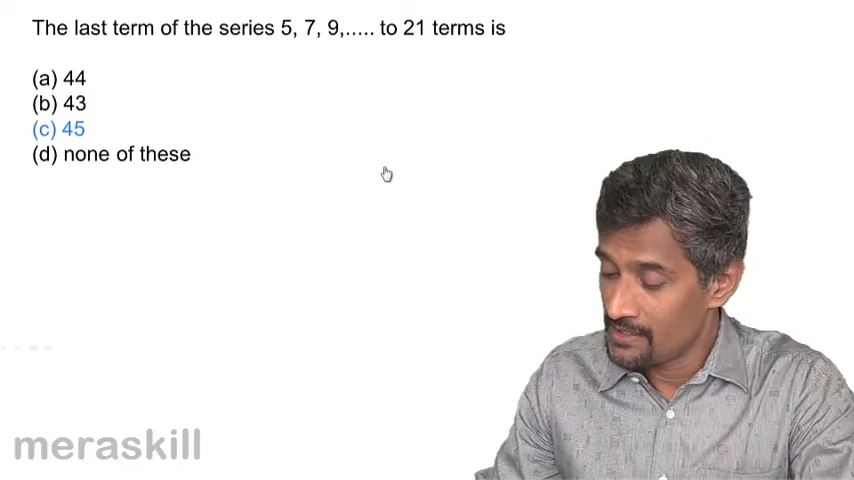 The last term of the series 5, 7, 9,..... to 21 terms is
(a) 44
(b) 43
(c) 45
(d) none of these
meraskill